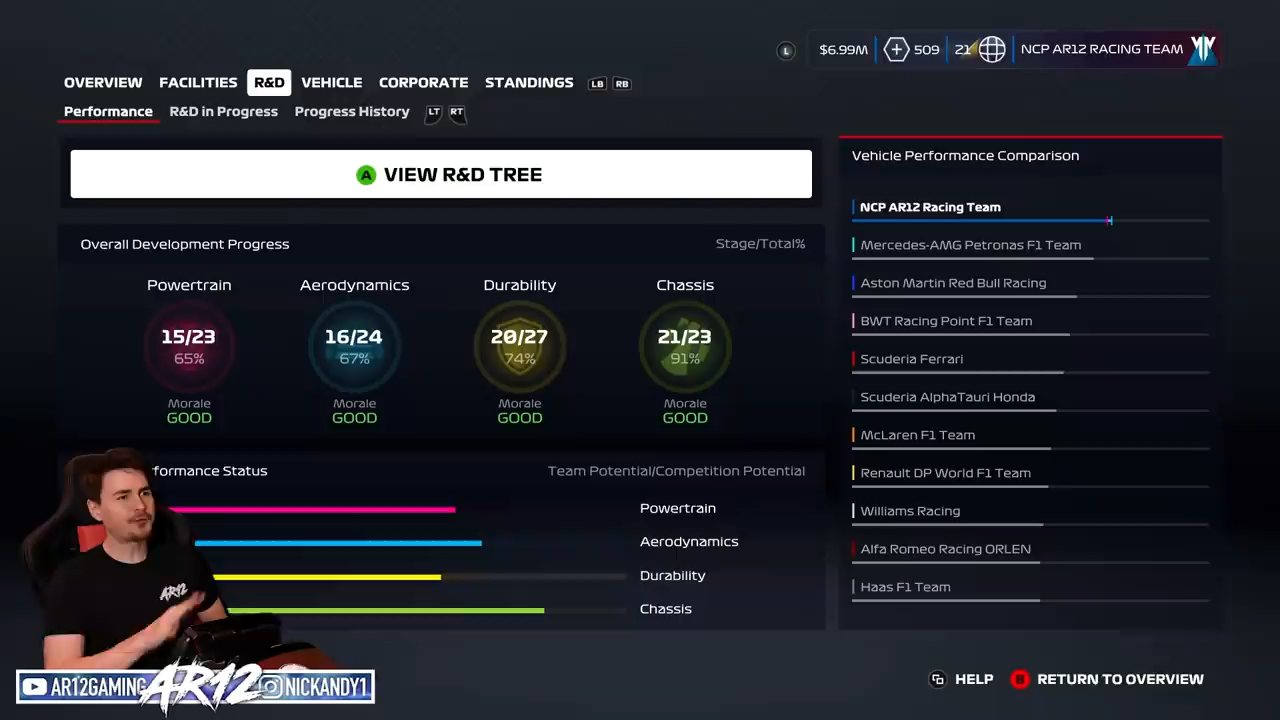 L $6.99M 509 21 NCP AR12 RACING TEAM
OVERVIEW FACILITIES R&D VEHICLE CORPORATE STANDINGS LB RB
Performance R&D in Progress Progress History LT RT
A VIEW R&D TREE
Overall Development Progress Stage/Total%
Powertrain Aerodynamics Durability Chassis
15/23 16/24 20/27 21/23
65% 67% 74% 91%
Morale Morale Morale Morale
GOOD GOOD GOOD GOOD
formance Status Team Potential/Competition Potential
Powertrain
Aerodynamics
Durability
Chassis
Vehicle Performance Comparison
NCP AR12 Racing Team
Mercedes-AMG Petronas F1 Team
Aston Martin Red Bull Racing
BWT Racing Point F1 Team
Scuderia Ferrari
Scuderia AlphaTauri Honda
McLaren F1 Team
Renault DP World F1 Team
Williams Racing
Alfa Romeo Racing ORLEN
Haas F1 Team
AR12
AR12GAMING AR12 NICKANDY1
HELP B RETURN TO OVERVIEW